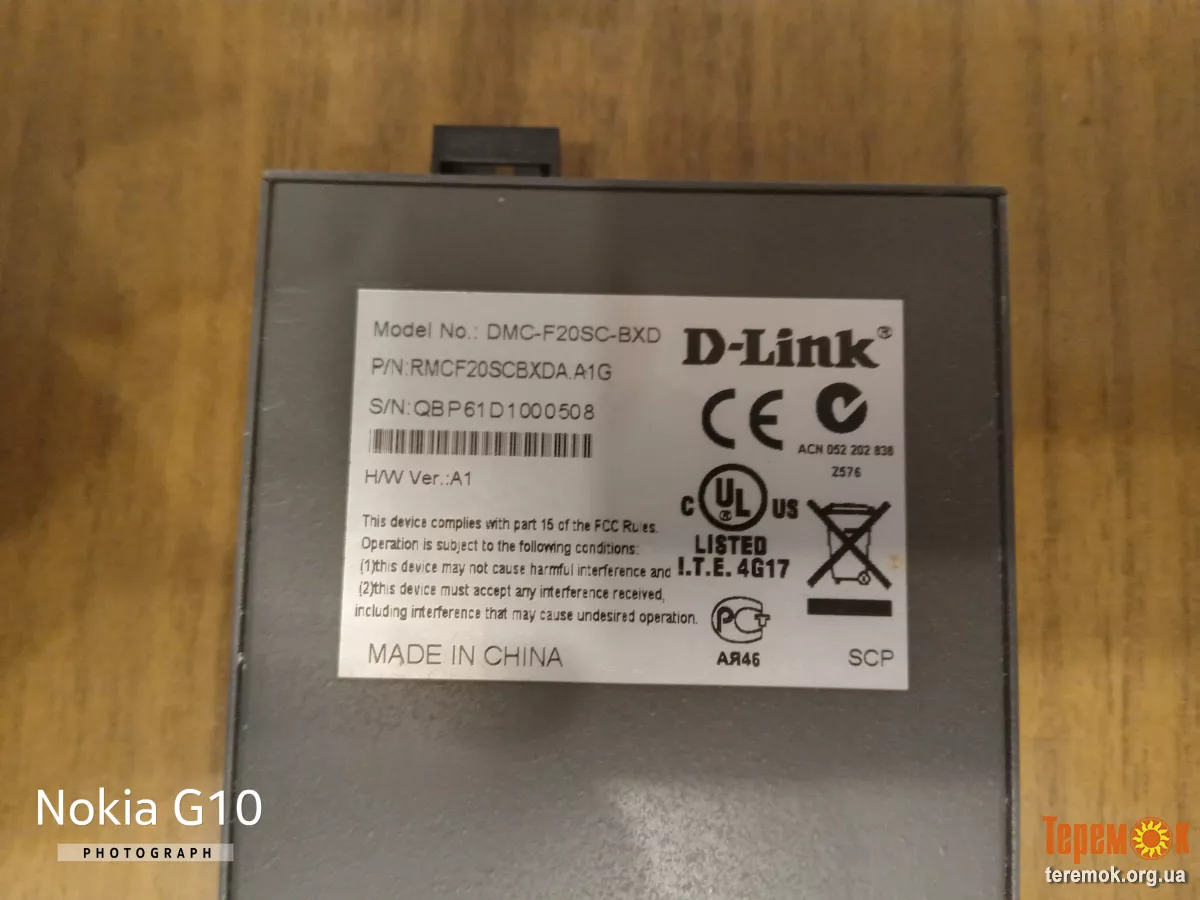 Model No.: DMC-F20SC-BXD
P/N:RMCF20SCBXDA.A1G
S/N:QBP61D1000508
H/W Ver.:A1
This device complies with part 15 of the FCC Rules.
Operation is subject to the following conditions:
(1)this device may not cause harmful interference and
(2)this device must accept any interference received,
including interference that may cause undesired operation.
MADE IN CHINA
D-Link®
CE
ACN 052 202 838
Z576
C UL ® US
LISTED
I.T.E. 4G17
РСТ
АЯ46
SCP
Nokia G10
PHOTOGRAPH
Теремок
teremok.org.ua